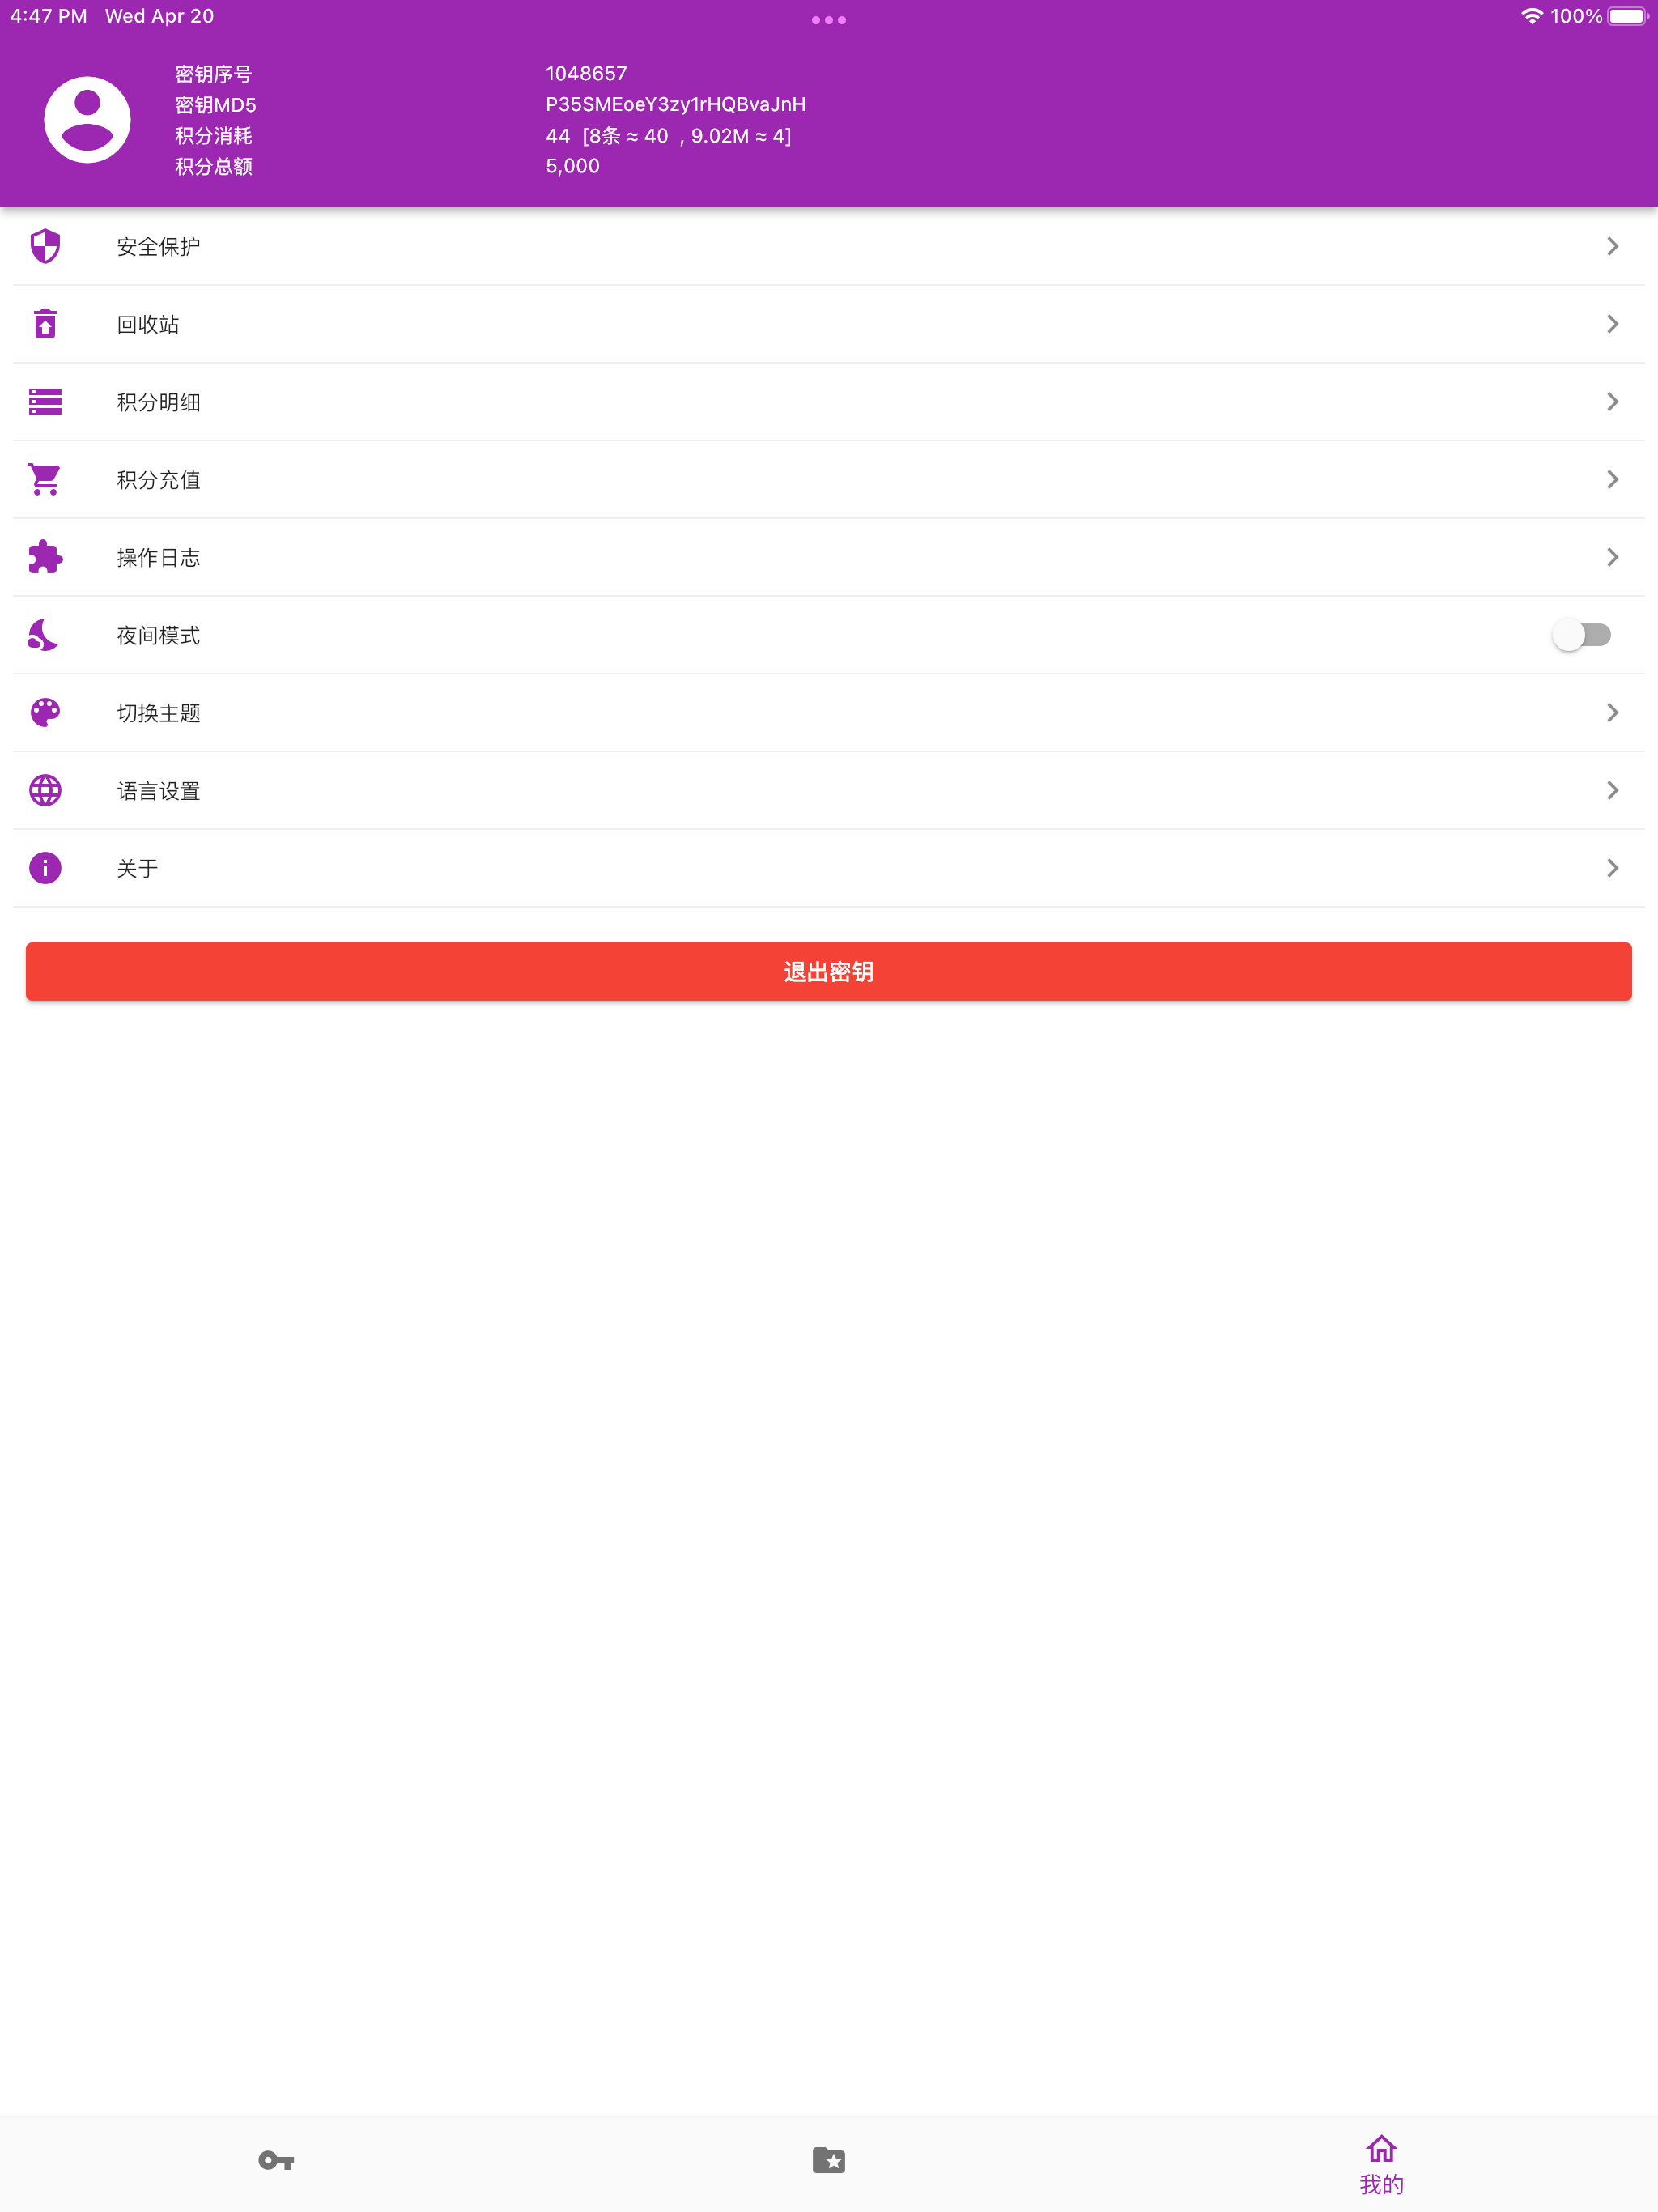 4:47 PM Wed Apr 20 100%
密钥序号 1048657
密钥MD5 P35SMEoeY3zy1rHQBvaJnH
积分消耗 44 [8条 ≈ 40 , 9.02M ≈ 4]
积分总额 5,000
安全保护
回收站
积分明细
积分充值
操作日志
夜间模式
切换主题
语言设置
关于
退出密钥
我的